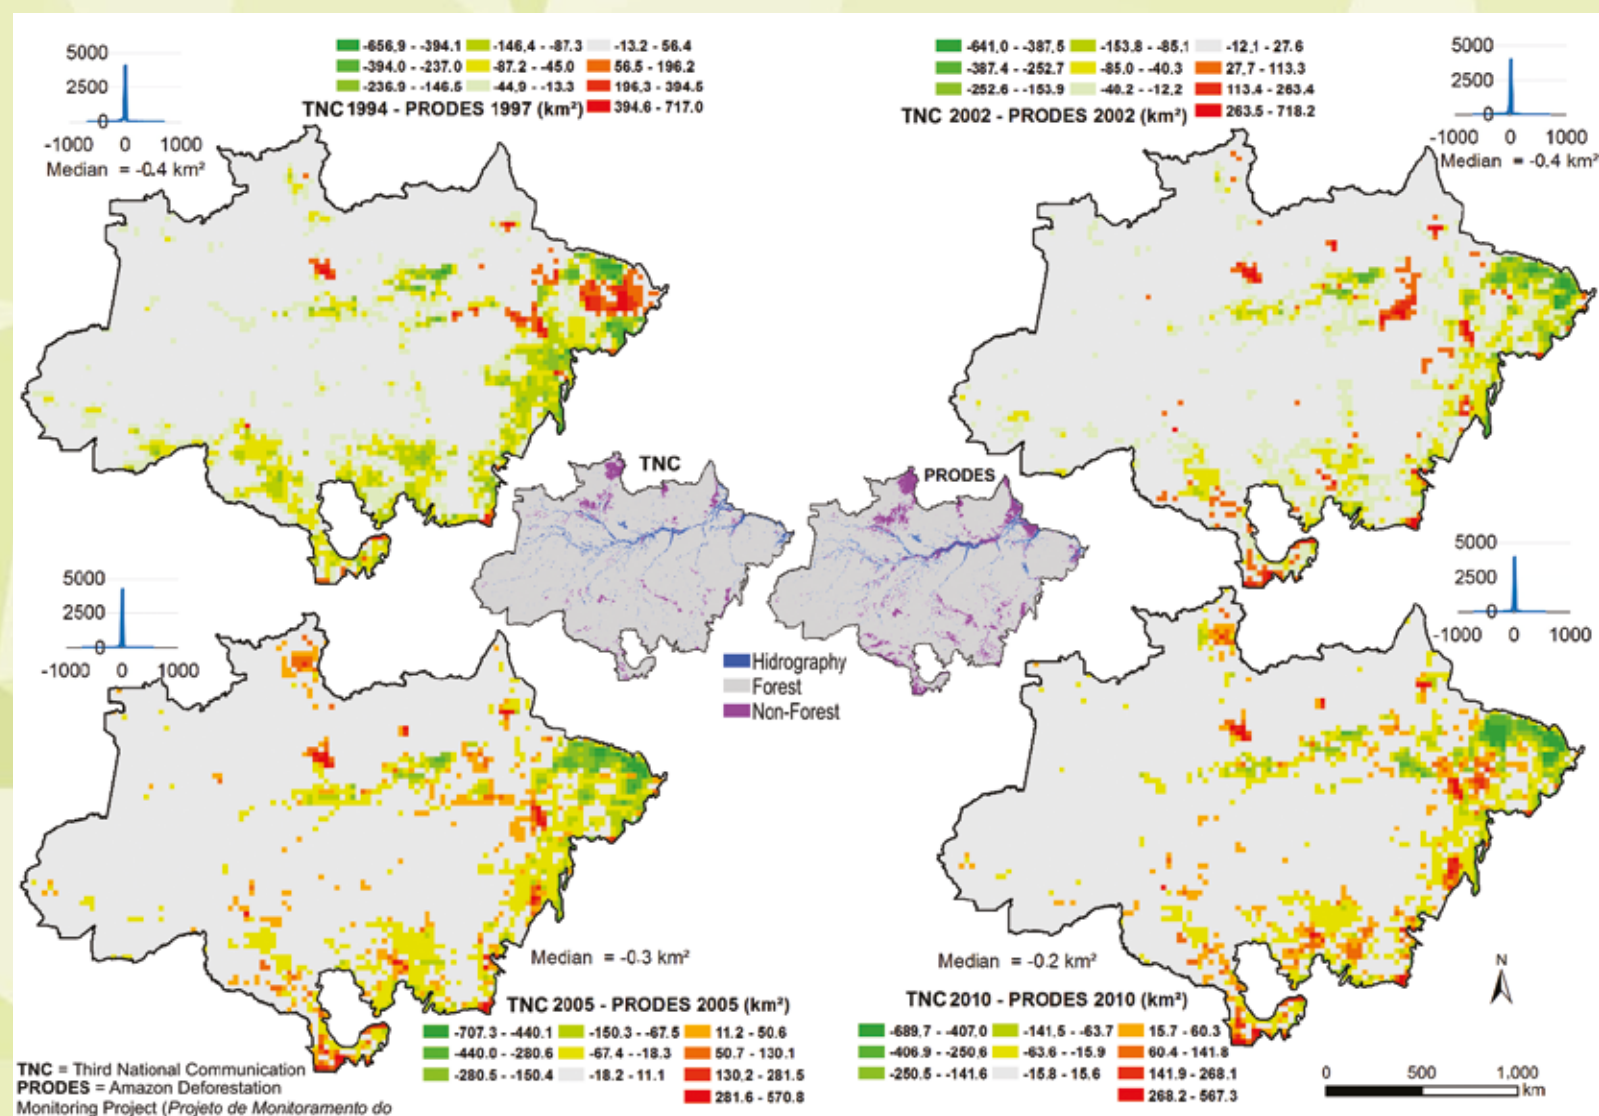 5000
2500
0
-1000 0 1000
Median = -0.4 km²
-656.9 - -394.1
-394.0 - -237.0
-236.9 - -146.5
-146.4 - -87.3
-87.2 - -45.0
-44.9 - -13.3
-13.2 - 56.4
56.5 - 196.2
196.3 - 394.5
394.6 - 717.0
TNC 1994 - PRODES 1997 (km²)
-641.0 - -387.5
-387.4 - -252.7
-252.6 - -153.9
-153.8 - -85.1
-85.0 - -40.3
-40.2 - -12.2
-12.1 - 27.6
27.7 - 113.3
113.4 - 263.4
263.5 - 718.2
TNC 2002 - PRODES 2002 (km²)
5000
2500
0
-1000 0 1000
Median = -0.4 km²
TNC
PRODES
Hidrography
Forest
Non-Forest
5000
2500
0
-1000 0 1000
Median = -0.3 km²
TNC 2005 - PRODES 2005 (km²)
-707.3 - -440.1
-440.0 - -280.6
-280.5 - -150.4
-150.3 - -67.5
-67.4 - -18.3
-18.2 - 11.1
11.2 - 50.6
50.7 - 130.1
130.2 - 281.5
281.6 - 570.8
5000
2500
0
-1000 0 1000
Median = -0.2 km²
TNC 2010 - PRODES 2010 (km²)
-689.7 - -407.0
-406.9 - -250.6
-250.5 - -141.6
-141.5 - -63.7
-63.6 - -15.9
-15.8 - 15.6
15.7 - 60.3
60.4 - 141.8
141.9 - 268.1
268.2 - 567.3
N
0 500 1,000
km
TNC = Third National Communication
PRODES = Amazon Deforestation
Monitoring Project (Projeto de Monitoramento do